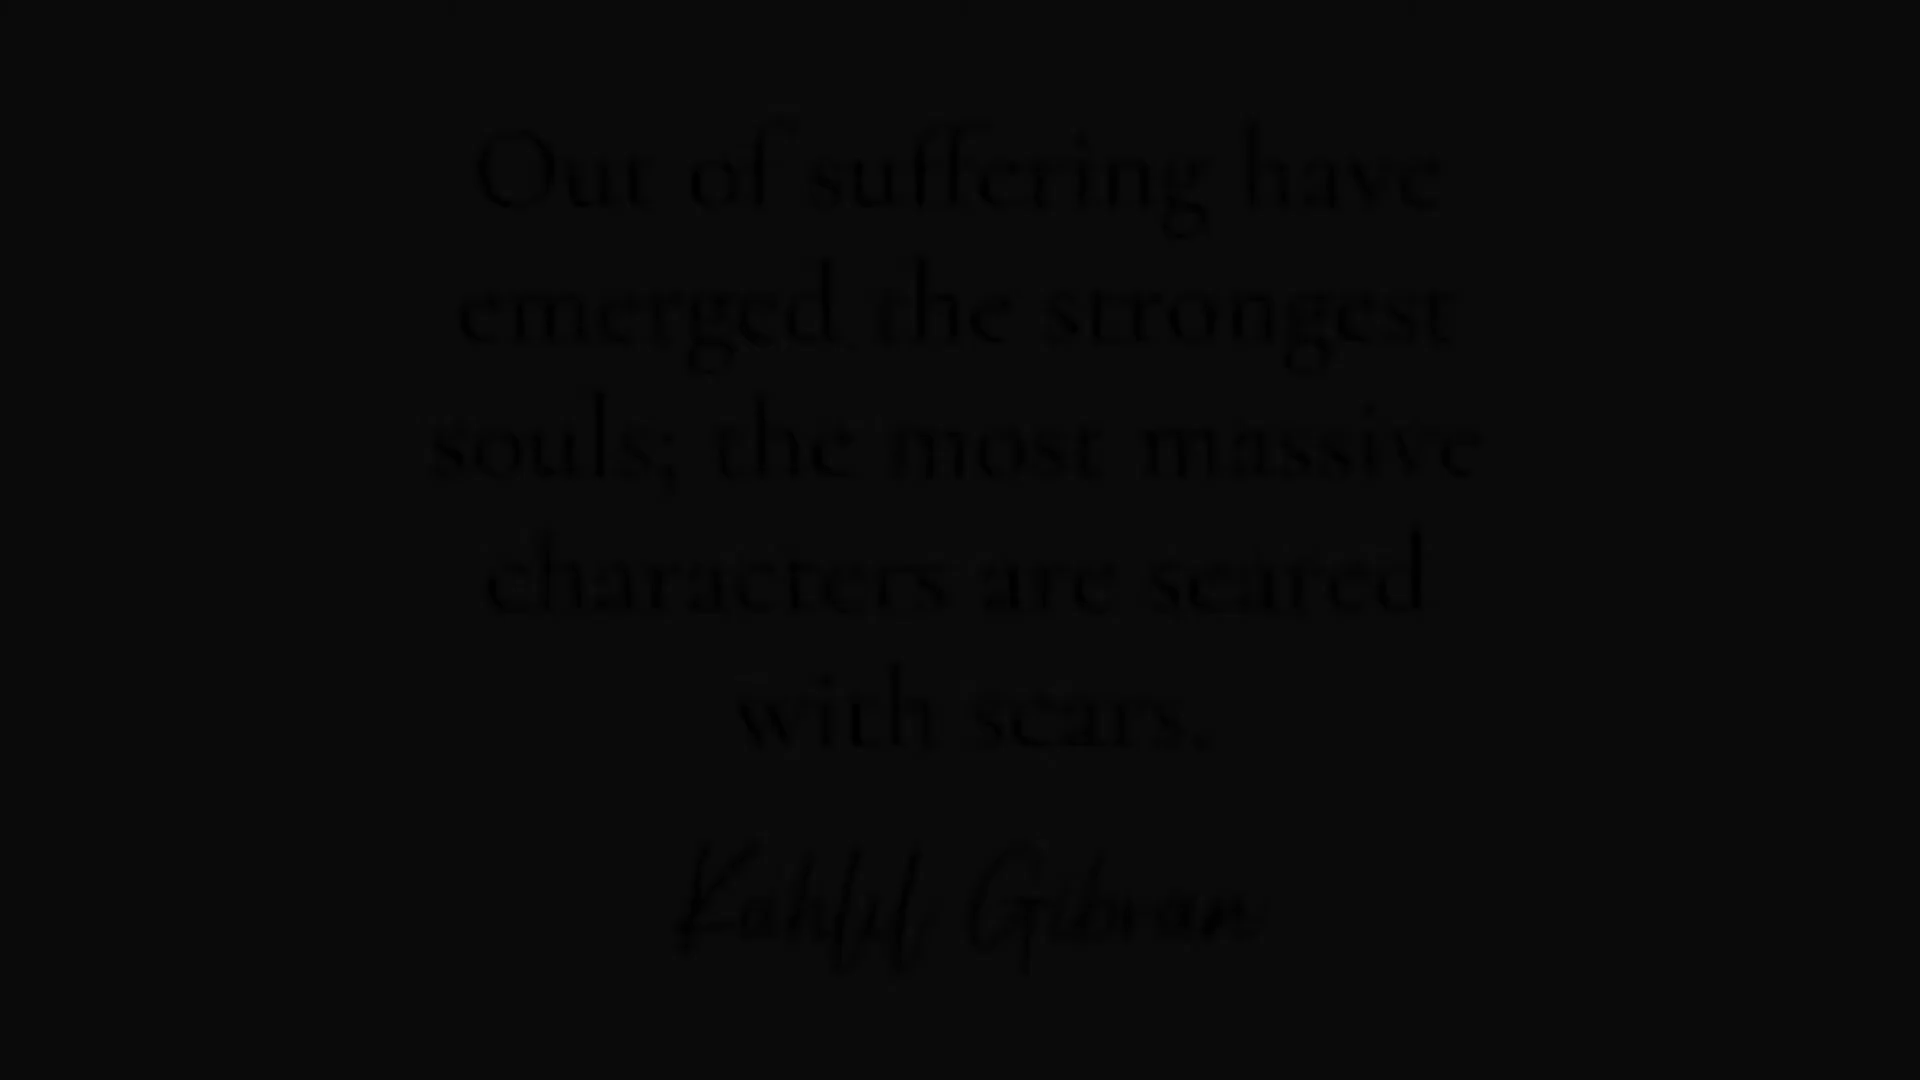 Out of suffering have
emerged the strongest
souls; the most massive
characters are seared
with scars.
Kahlil Gibran